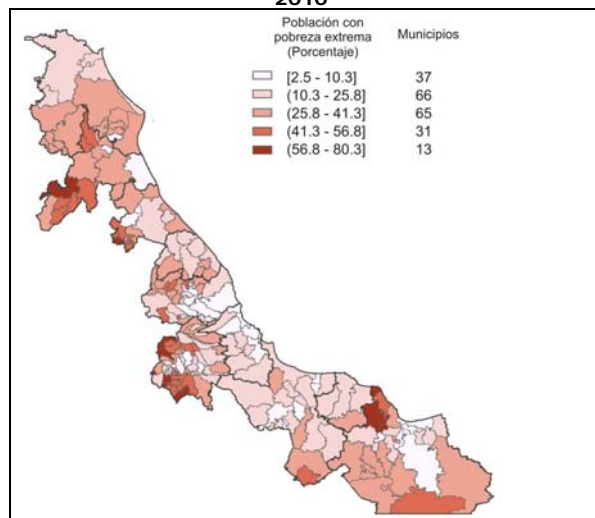 2010
Población con pobreza extrema (Porcentaje) Municipios
[2.5 - 10.3] 37
(10.3 - 25.8] 66
(25.8 - 41.3] 65
(41.3 - 56.8] 31
(56.8 - 80.3] 13